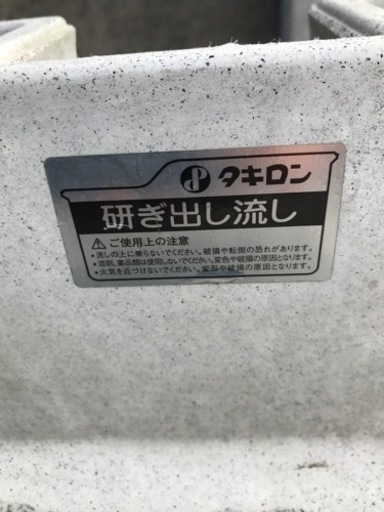 タキロン
研ぎ出し流し
⚠ご使用上の注意
•流しの上に乗らないでください。破損や転倒の恐れがあります。
•溶剤、薬品類は使用しないでください。変色や破損の原因となります。
•火気を近づけないでください。変形や破損の原因となります。